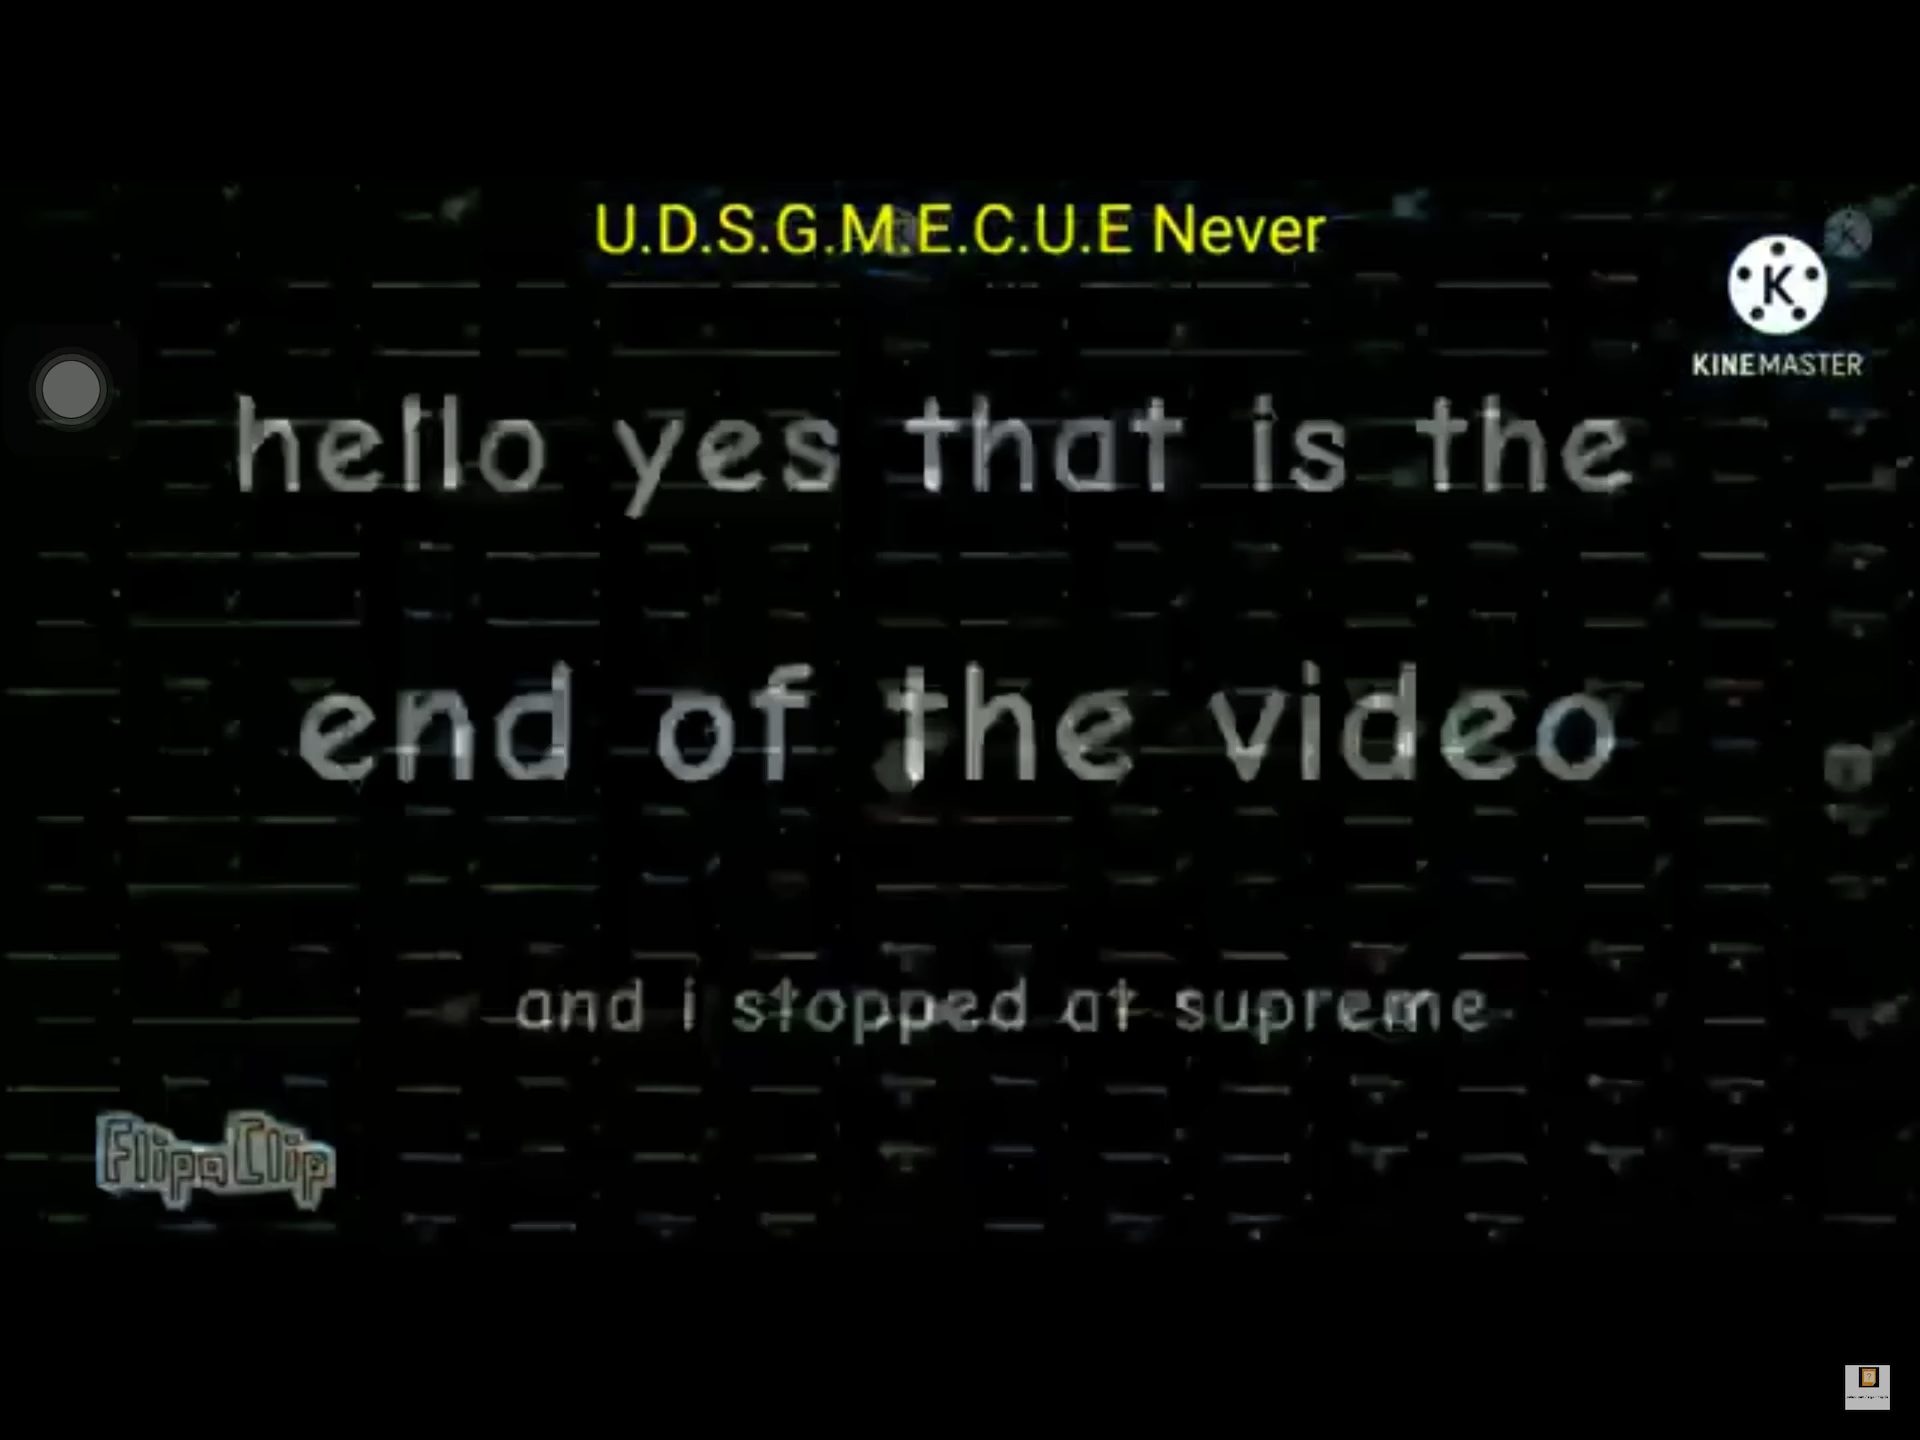 U.D.S.G.M.E.C.U.E Never
K
KINEMASTER
hello yes that is the
end of the video
and i stopped at supreme
FlipaClip